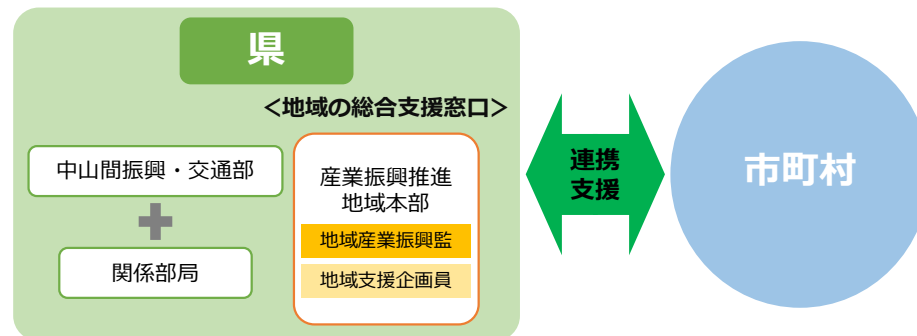 県
＜地域の総合支援窓口＞
中山間振興・交通部
関係部局
産業振興推進
地域本部
地域産業振興監
地域支援企画員
連携
支援
市町村